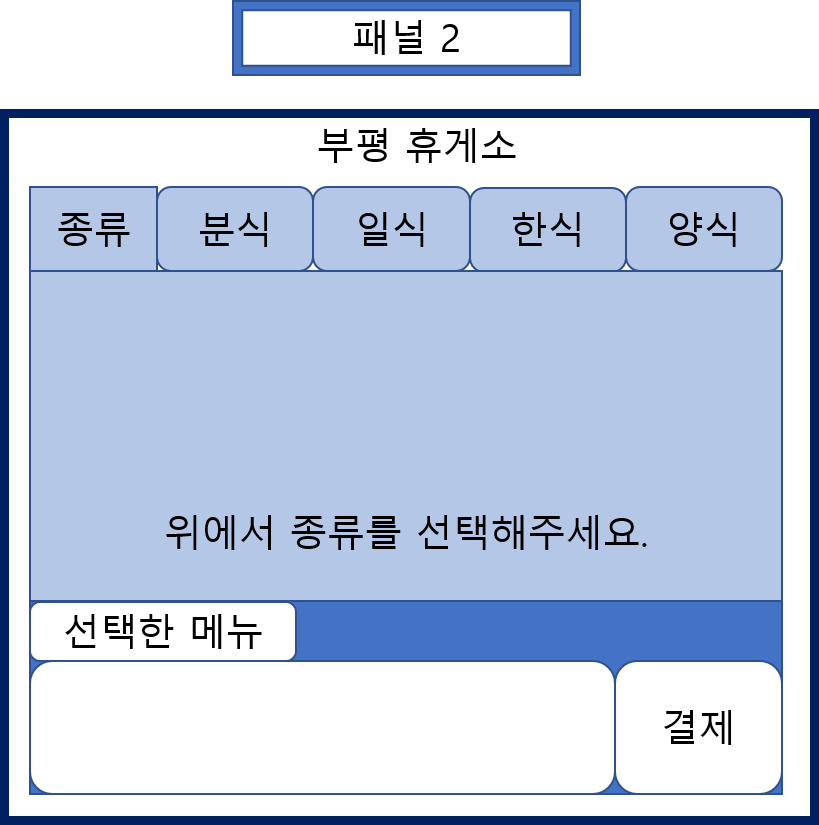 패널 2
부평 휴게소
종류 분식 일식 한식 양식
위에서 종류를 선택해주세요.
선택한 메뉴
결제